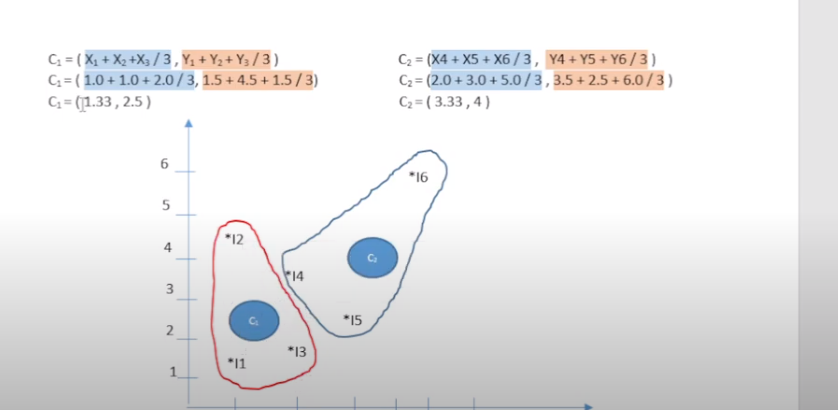 C₁ = ( X₁ + X₂ +X₃ / 3 , Y₁ + Y₂ + Y₃ / 3 )
C₁ = ( 1.0 + 1.0 + 2.0 / 3, 1.5 + 4.5 + 1.5 / 3)
C₁ = ( 1.33 , 2.5 )
C₂ = (X4 + X5 + X6 / 3 , Y4 + Y5 + Y6 / 3 )
C₂ = (2.0 + 3.0 + 5.0 / 3 , 3.5 + 2.5 + 6.0 / 3 )
C₂ = ( 3.33 , 4 )
6
*I6
5
*I2
4
C₂
*I4
3
C₁
*I5
2
*I3
*I1
1